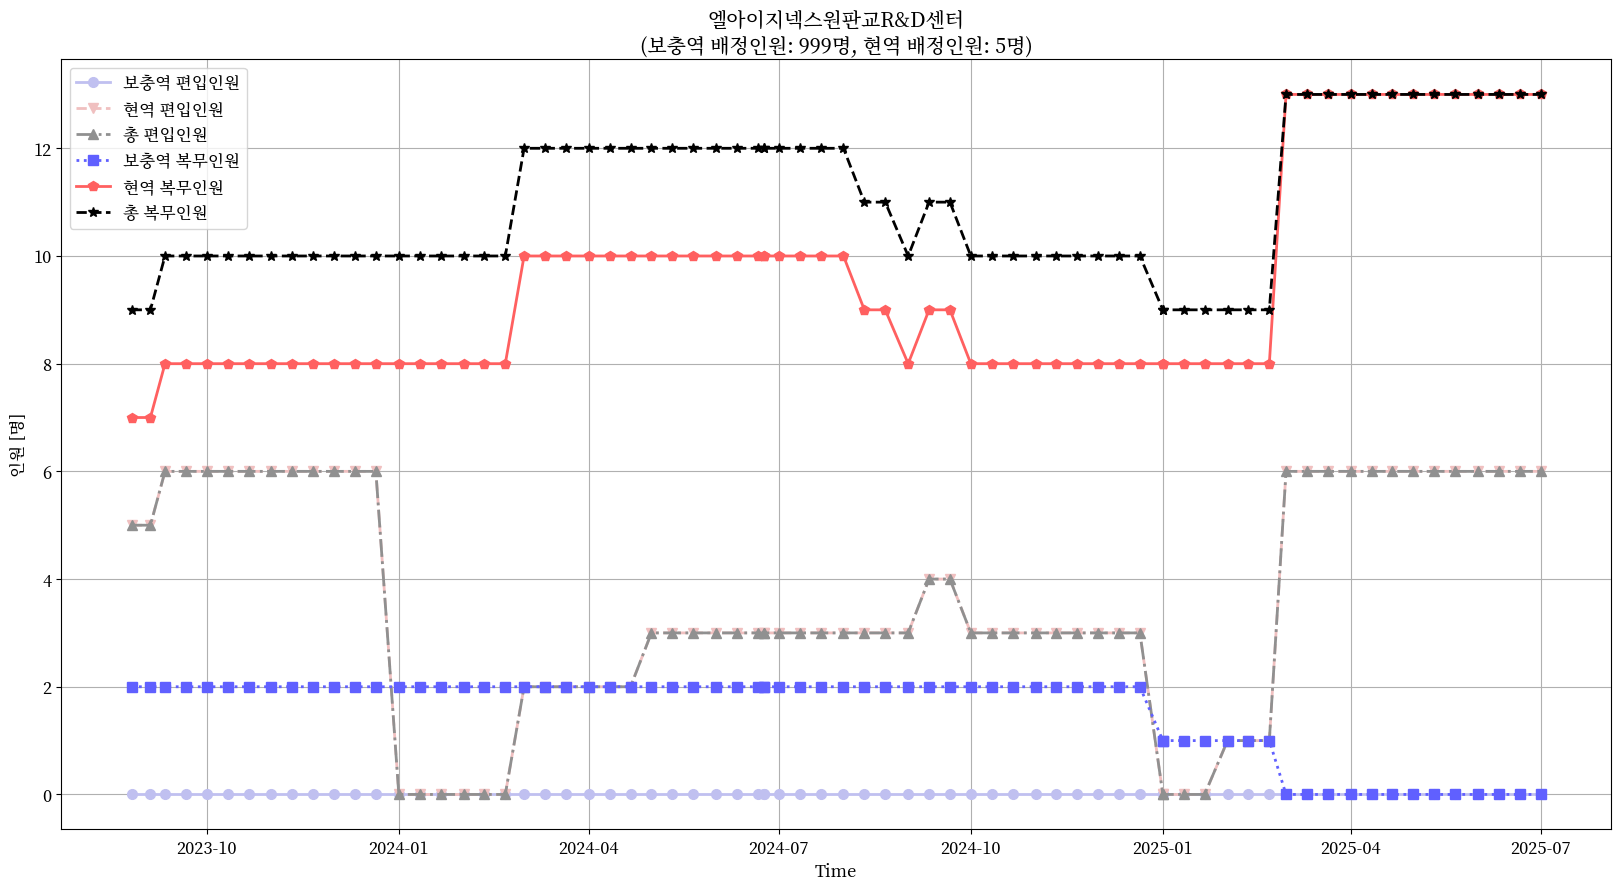 엘아이지넥스원판교R&D센터
(보충역 배정인원: 999명, 현역 배정인원: 5명)
보충역 편입인원
현역 편입인원
총 편입인원
보충역 복무인원
현역 복무인원
총 복무인원
인원 [명]
12
10
8
6
4
2
0
2023-10
2024-01
2024-04
2024-07
2024-10
2025-01
2025-04
2025-07
Time